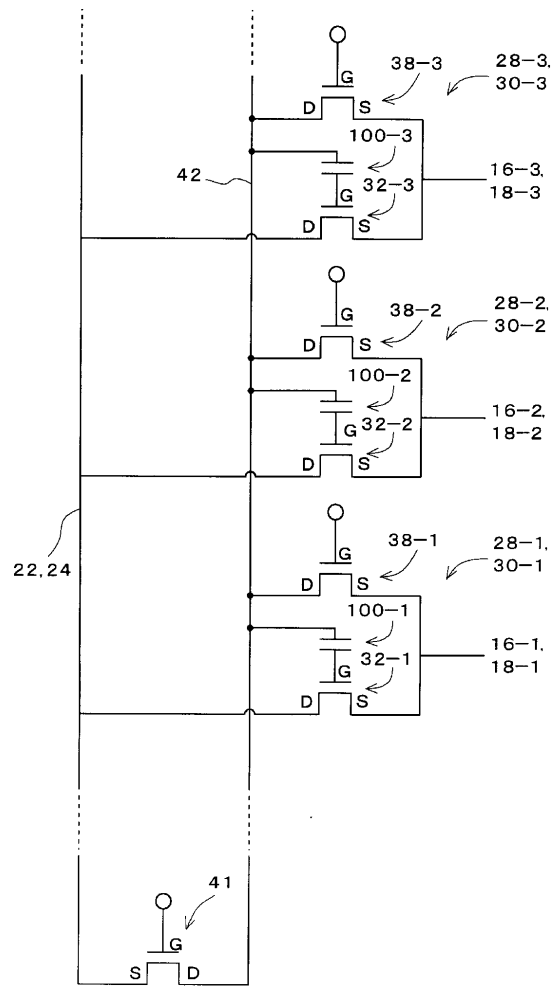 G
38-3
28-3,
30-3
D
S
100-3
42
32-3
16-3,
18-3
G
D
S
G
38-2
28-2,
30-2
D
S
100-2
32-2
16-2,
18-2
G
D
S
G
38-1
28-1,
30-1
22,24
D
S
100-1
32-1
16-1,
18-1
G
D
S
41
G
S
D